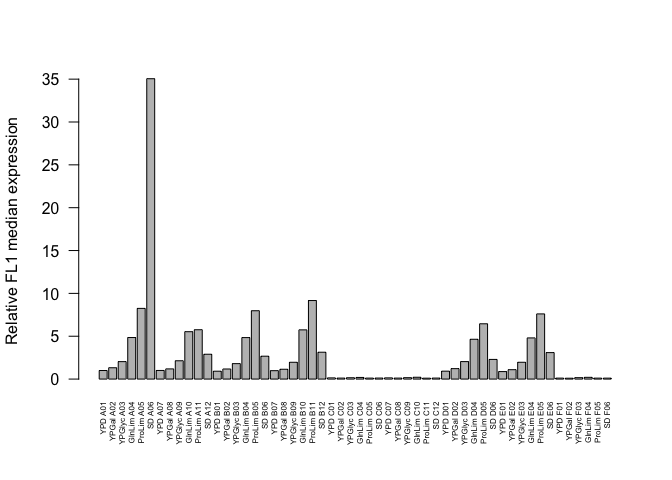 Relative FL1 median expression
35
30
25
20
15
10
5
0
YPD A01
YPGal A02
YPGlyc A03
GlnLim A04
ProLim A05
SD A06
YPD A07
YPGal A08
YPGlyc A09
GlnLim A10
ProLim A11
SD A12
YPD B01
YPGal B02
YPGlyc B03
GlnLim B04
ProLim B05
SD B06
YPD B07
YPGal B08
YPGlyc B09
GlnLim B10
ProLim B11
SD B12
YPD C01
YPGal C02
YPGlyc C03
GlnLim C04
ProLim C05
SD C06
YPD C07
YPGal C08
YPGlyc C09
GlnLim C10
ProLim C11
SD C12
YPD D01
YPGal D02
YPGlyc D03
GlnLim D04
ProLim D05
SD D06
YPD E01
YPGal E02
YPGlyc E03
GlnLim E04
ProLim E05
SD E06
YPD F01
YPGal F02
YPGlyc F03
GlnLim F04
ProLim F05
SD F06